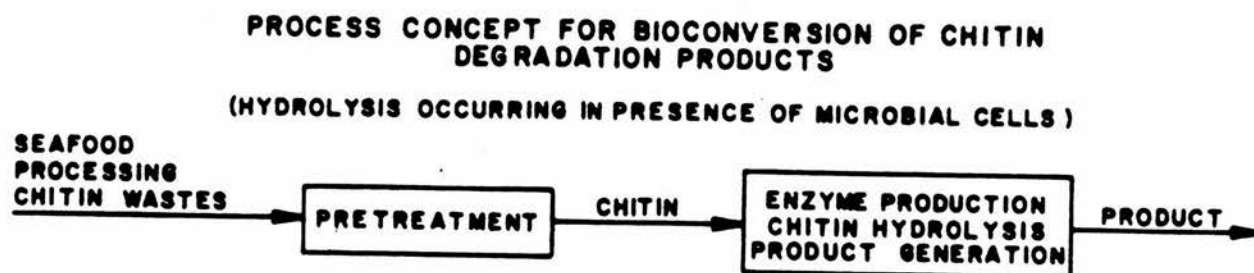 PROCESS CONCEPT FOR BIOCONVERSION OF CHITIN
DEGRADATION PRODUCTS
(HYDROLYSIS OCCURRING IN PRESENCE OF MICROBIAL CELLS)
SEAFOOD
PROCESSING
CHITIN WASTES
PRETREATMENT
CHITIN
ENZYME PRODUCTION
CHITIN HYDROLYSIS
PRODUCT GENERATION
PRODUCT